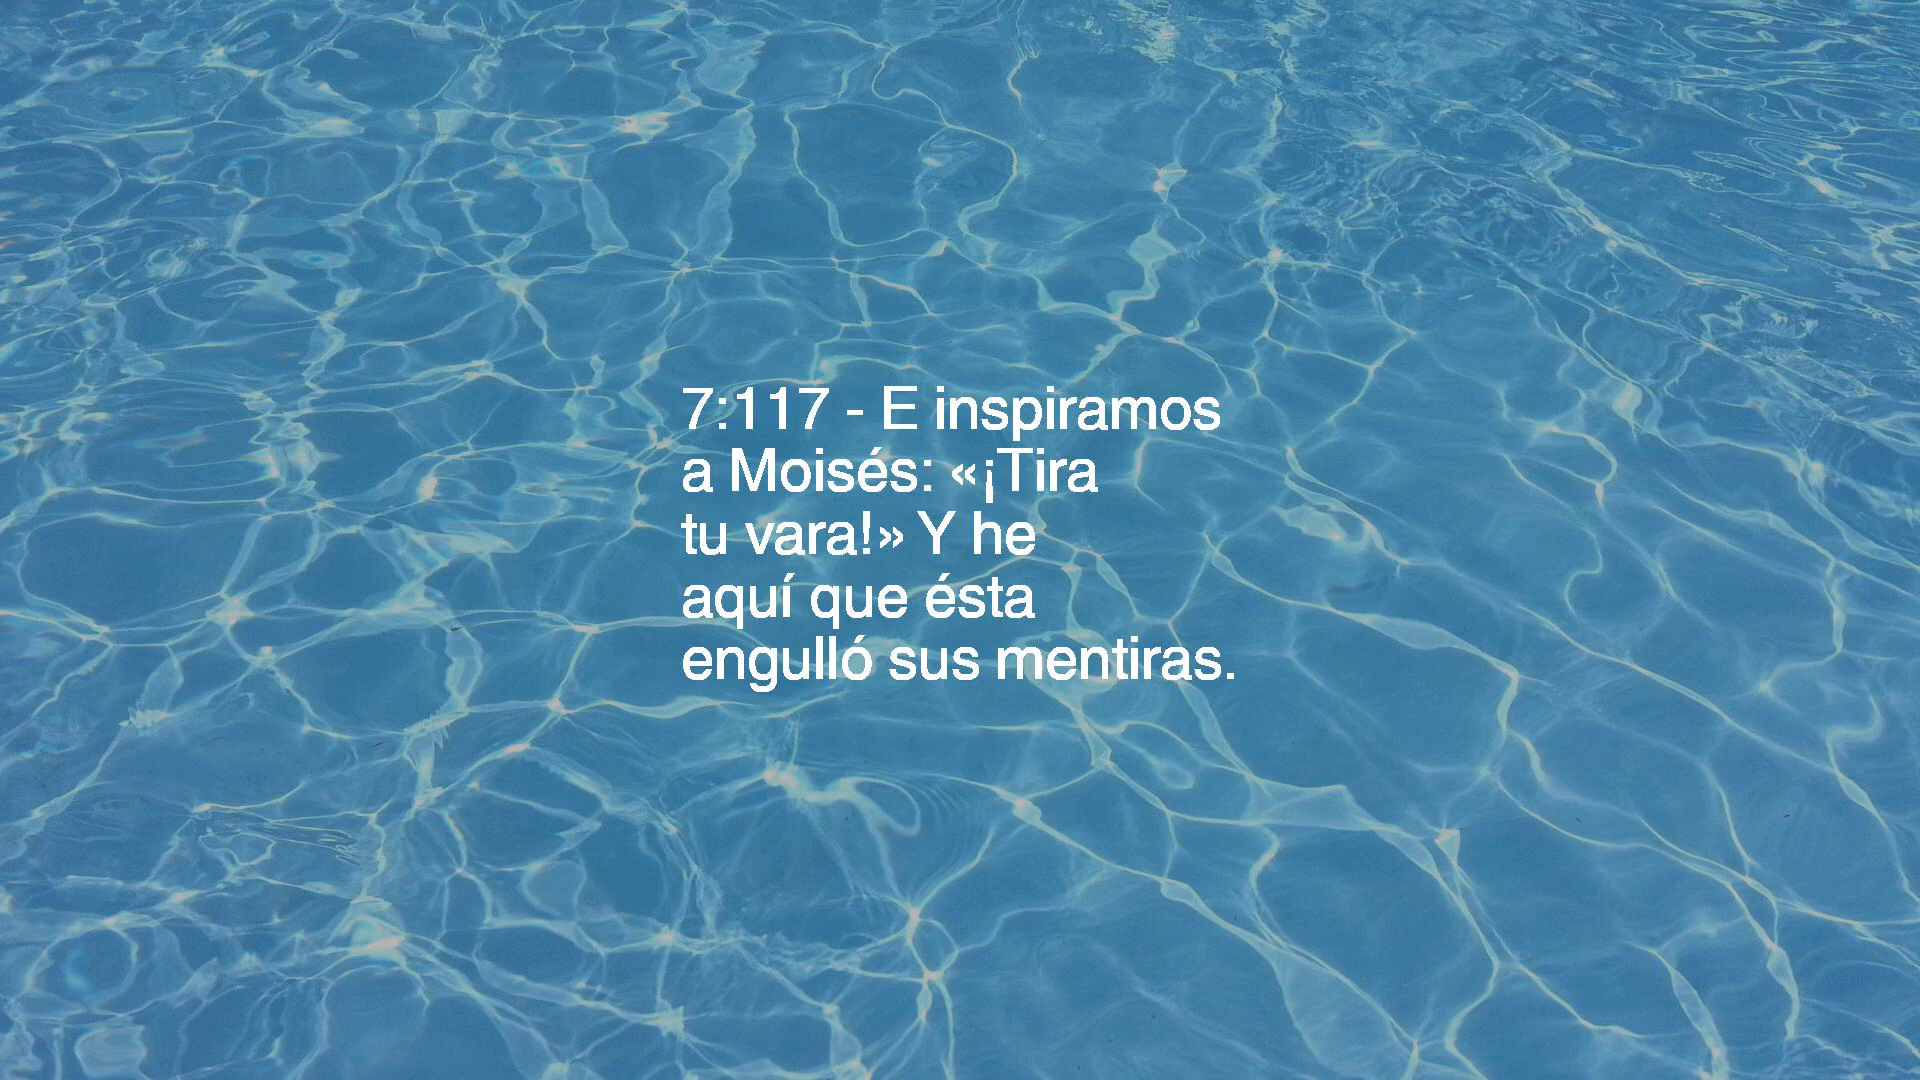 7:117 - E inspiramos
a Moisés: «¡Tira
tu vara!» Y he
aquí que ésta
engulló sus mentiras.